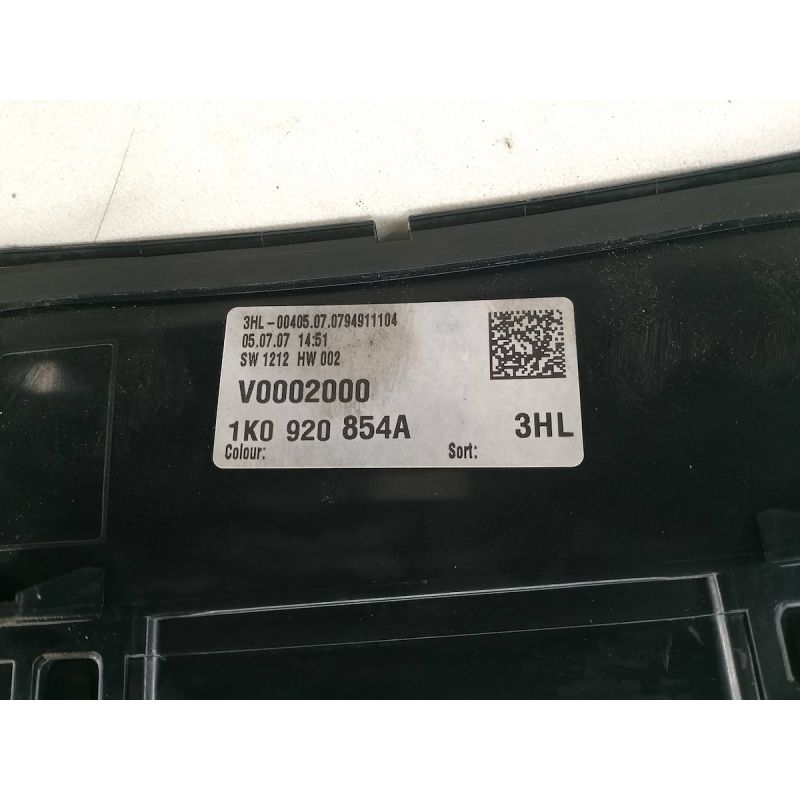 3HL-00405.07.0794911104
05.07.07 14:51
SW 1212 HW 002
V0002000
1K0 920 854A 3HL
Colour: Sort: